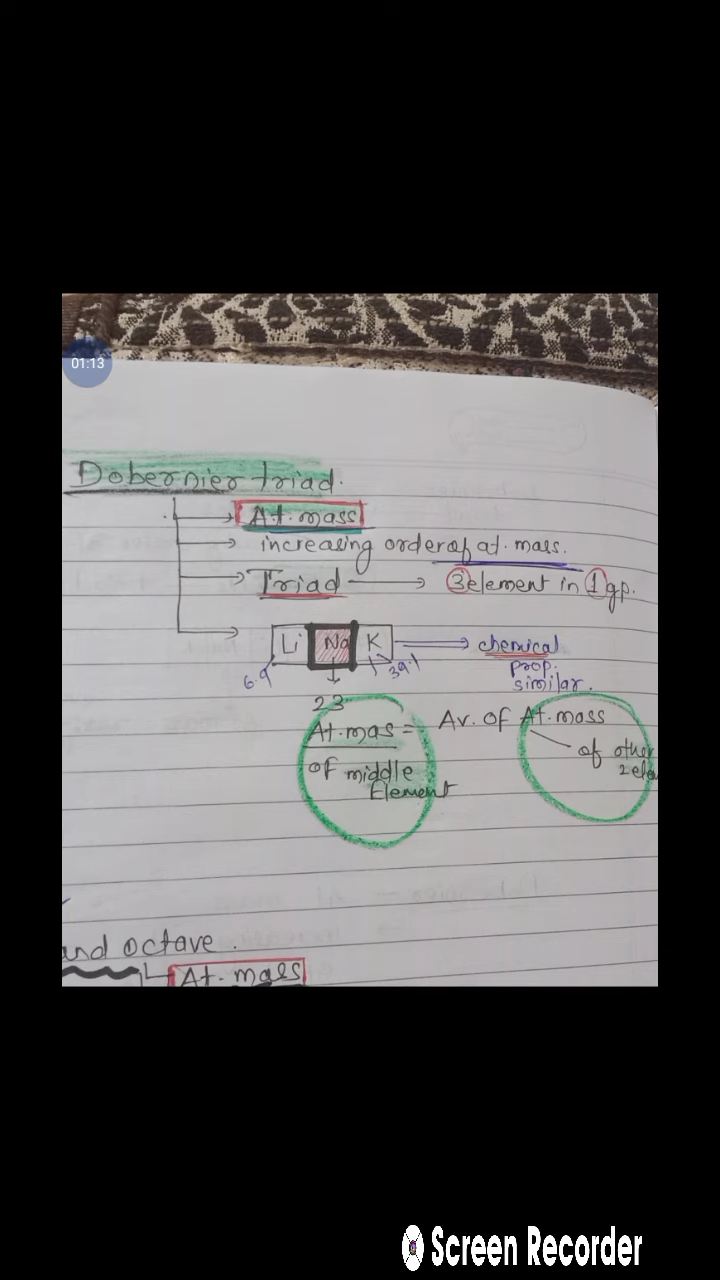 01:13
Dobernier triad.
At. mass
increasing order of at. mass.
Triad → 3 element in 1 gp.
Li Na K → chemical
prop.
similar.
6.9 39.1
23
At. mas = Av. of At. mass
of middle of other
Element 2 ele
and octave.
At. mass
Screen Recorder